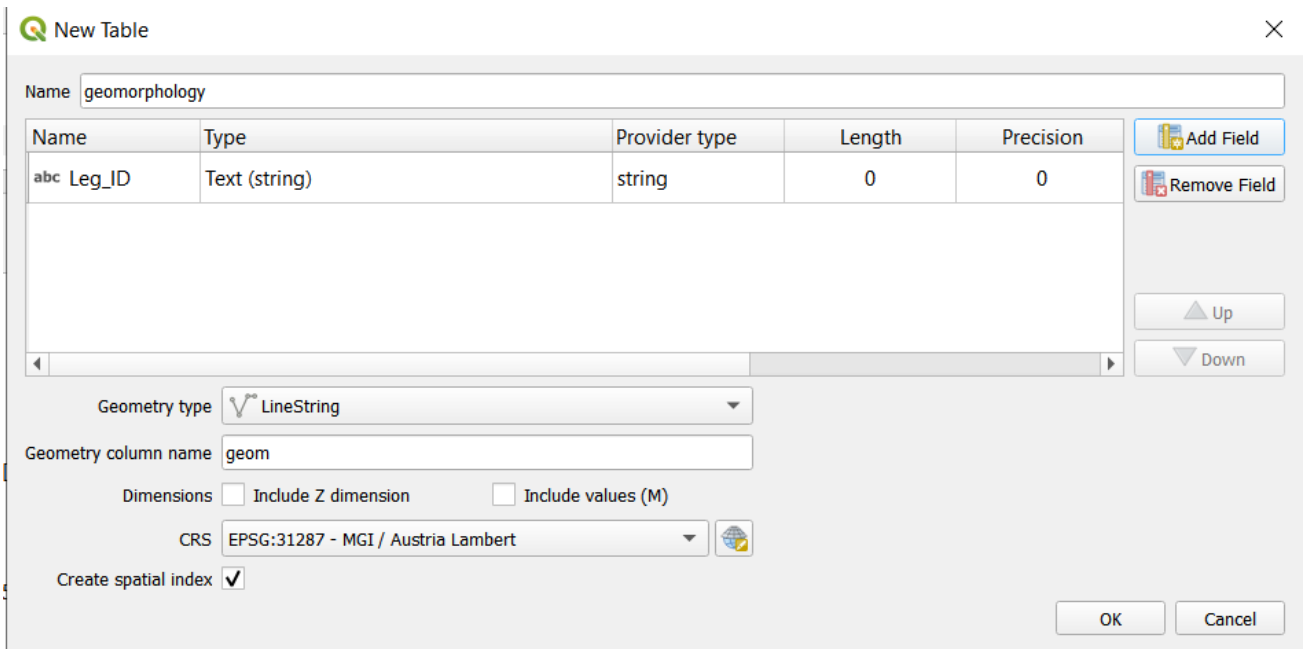 New Table
Name geomorphology
Name Type Provider type Length Precision Add Field
abc Leg_ID Text (string) string 0 0 Remove Field
Up
Down
Geometry type LineString
Geometry column name geom
Dimensions Include Z dimension Include values (M)
CRS EPSG:31287 - MGI / Austria Lambert
Create spatial index
OK Cancel